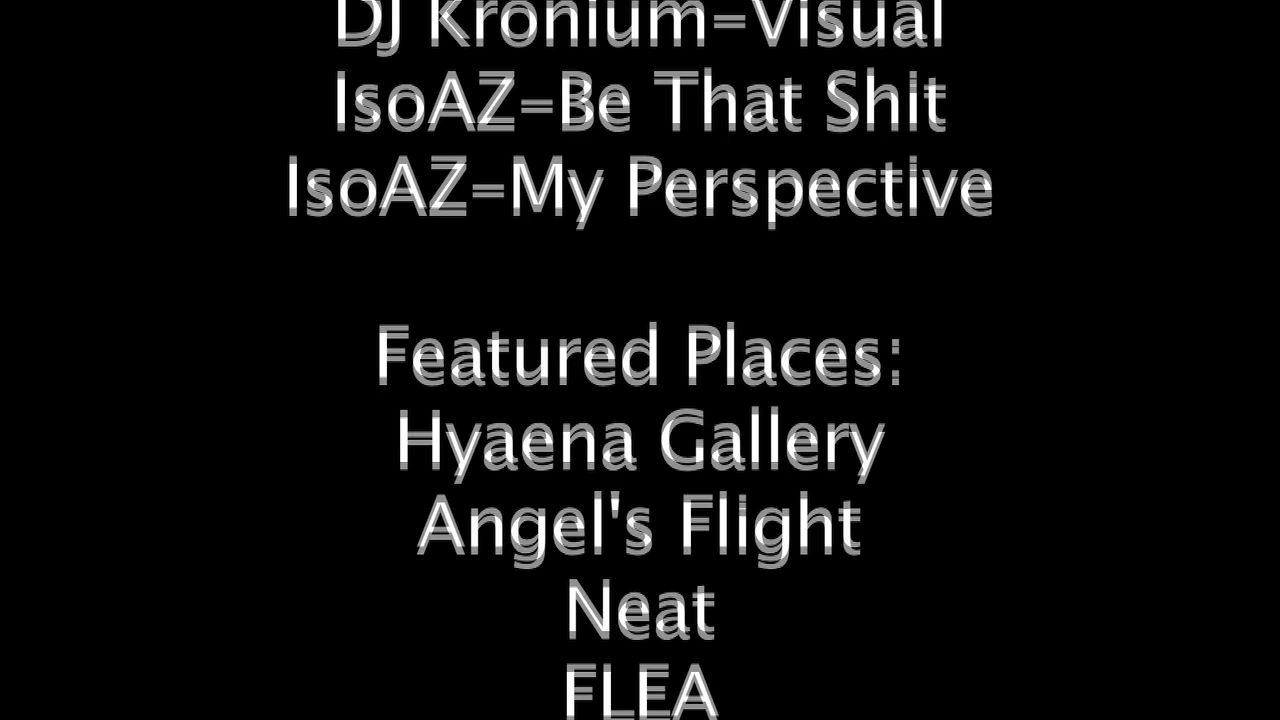 DJ Kronium=Visual
IsoAZ=Be That Shit
IsoAZ=My Perspective
Featured Places:
Hyaena Gallery
Angel's Flight
Neat
FLEA